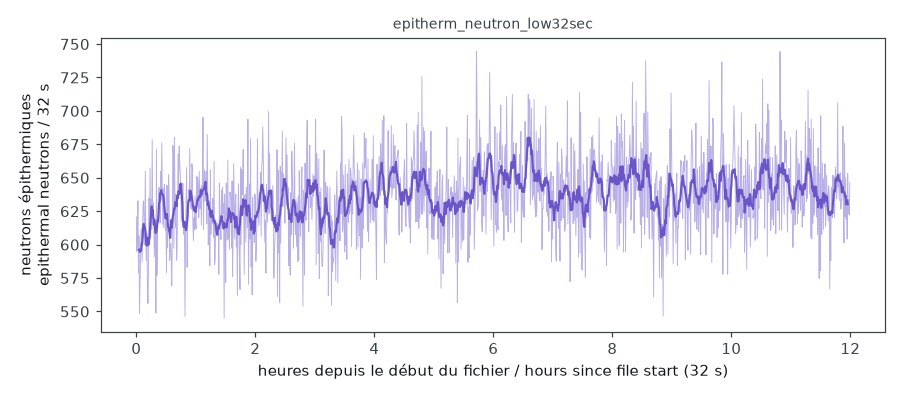 epitherm_neutron_low32sec
neutrons épithermiques
epithermal neutrons / 32 s
750
725
700
675
650
625
600
575
550
0 2 4 6 8 10 12
heures depuis le début du fichier / hours since file start (32 s)